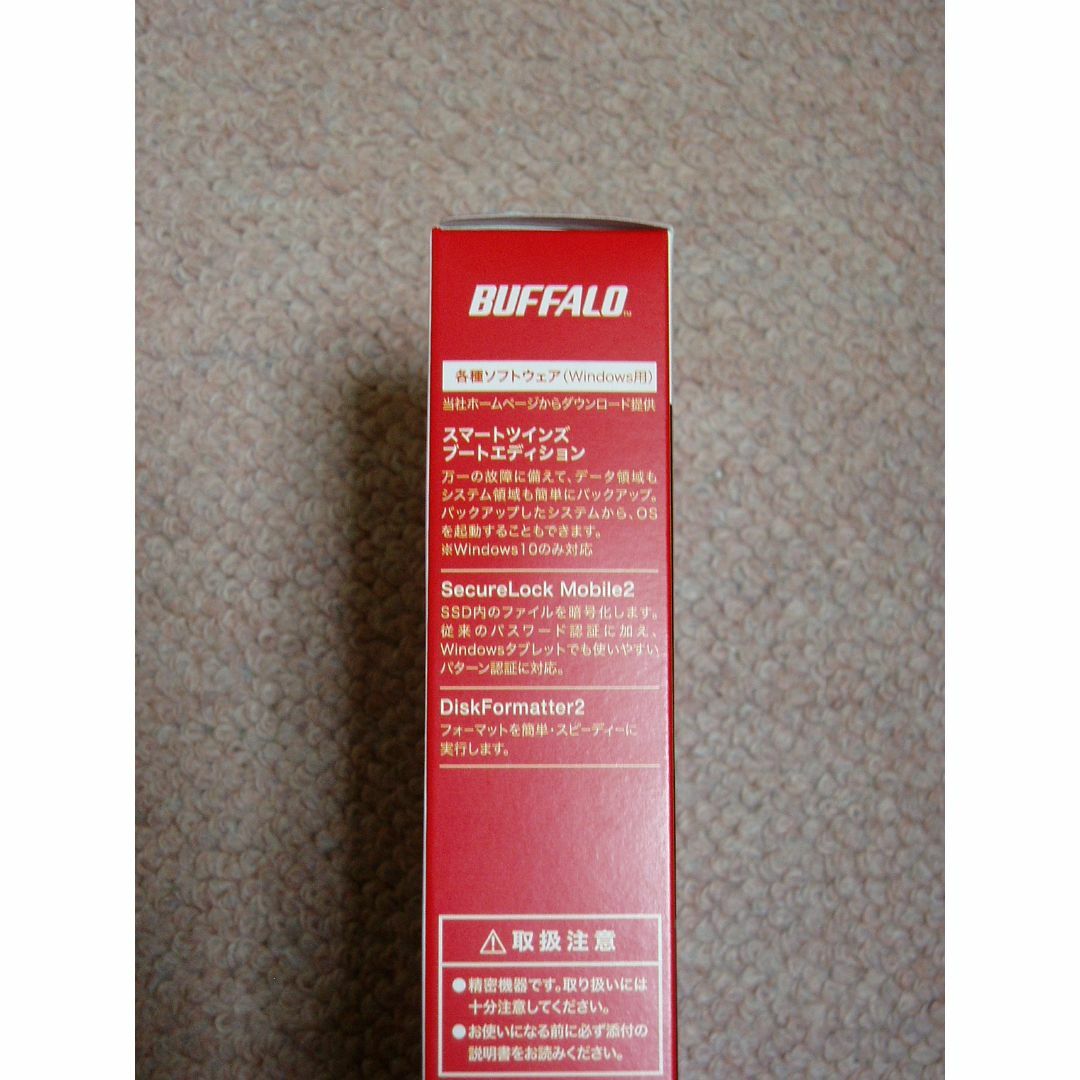 BUFFALO™
各種ソフトウェア(Windows用)
当社ホームページからダウンロード提供
スマートツインズ
ブートエディション
万一の故障に備えて、データ領域も
システム領域も簡単にバックアップ。
バックアップしたシステムから、OS
を起動することもできます。
※Windows10のみ対応
SecureLock Mobile2
SSD内のファイルを暗号化します。
従来のパスワード認証に加え、
Windowsタブレットでも使いやすい
パターン認証に対応。
DiskFormatter2
フォーマットを簡単・スピーディーに
実行します。
⚠取扱注意
●精密機器です。取り扱いには
十分注意してください。
●お使いになる前に必ず添付の
説明書をお読みください。